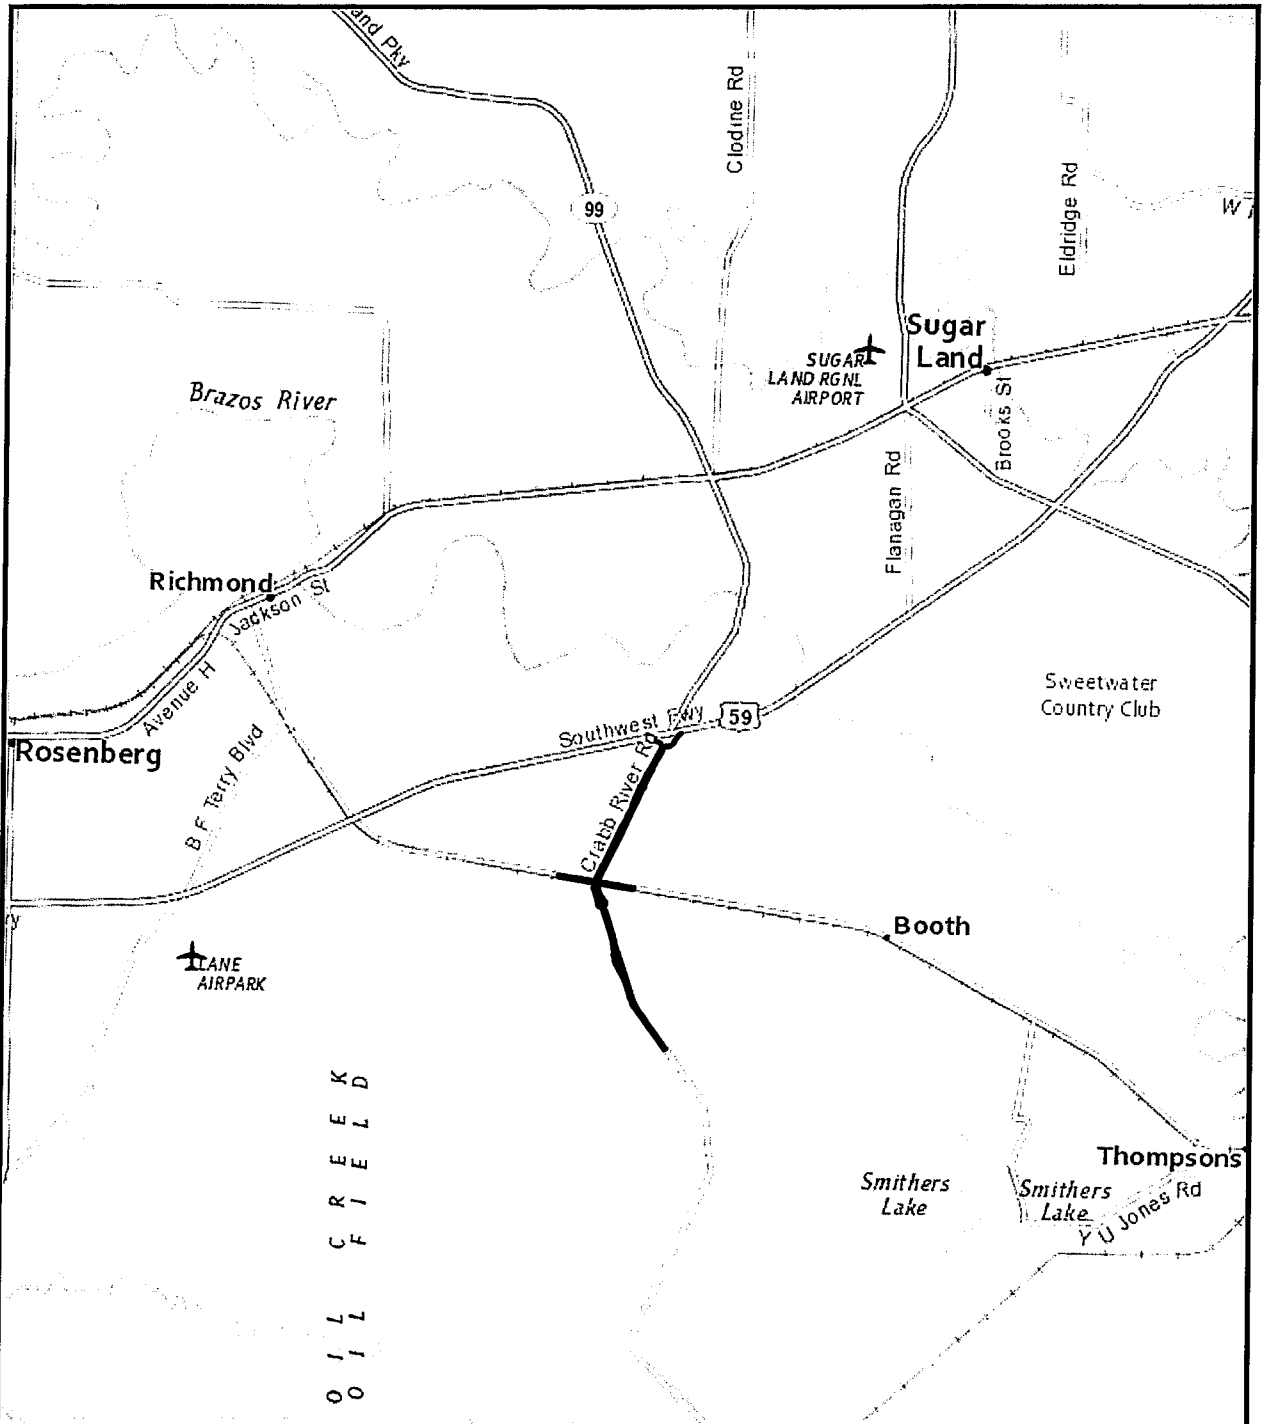 and Pky
Clodine Rd
99
Eldridge Rd
W
Sugar
Land
SUGAR
LAND RGNL
AIRPORT
Brazos River
Brooks St
Flanagan Rd
Richmond
Jackson St
Avenue H
Sweetwater
Country Club
Southwest Fwy
59
Rosenberg
B F Terry Blvd
Crabb River Rd
y
Booth
LANE
AIRPARK
OIL CREEK
OIL FIELD
Thompsons
Smithers
Lake
Smithers
Lake
Y U Jones Rd